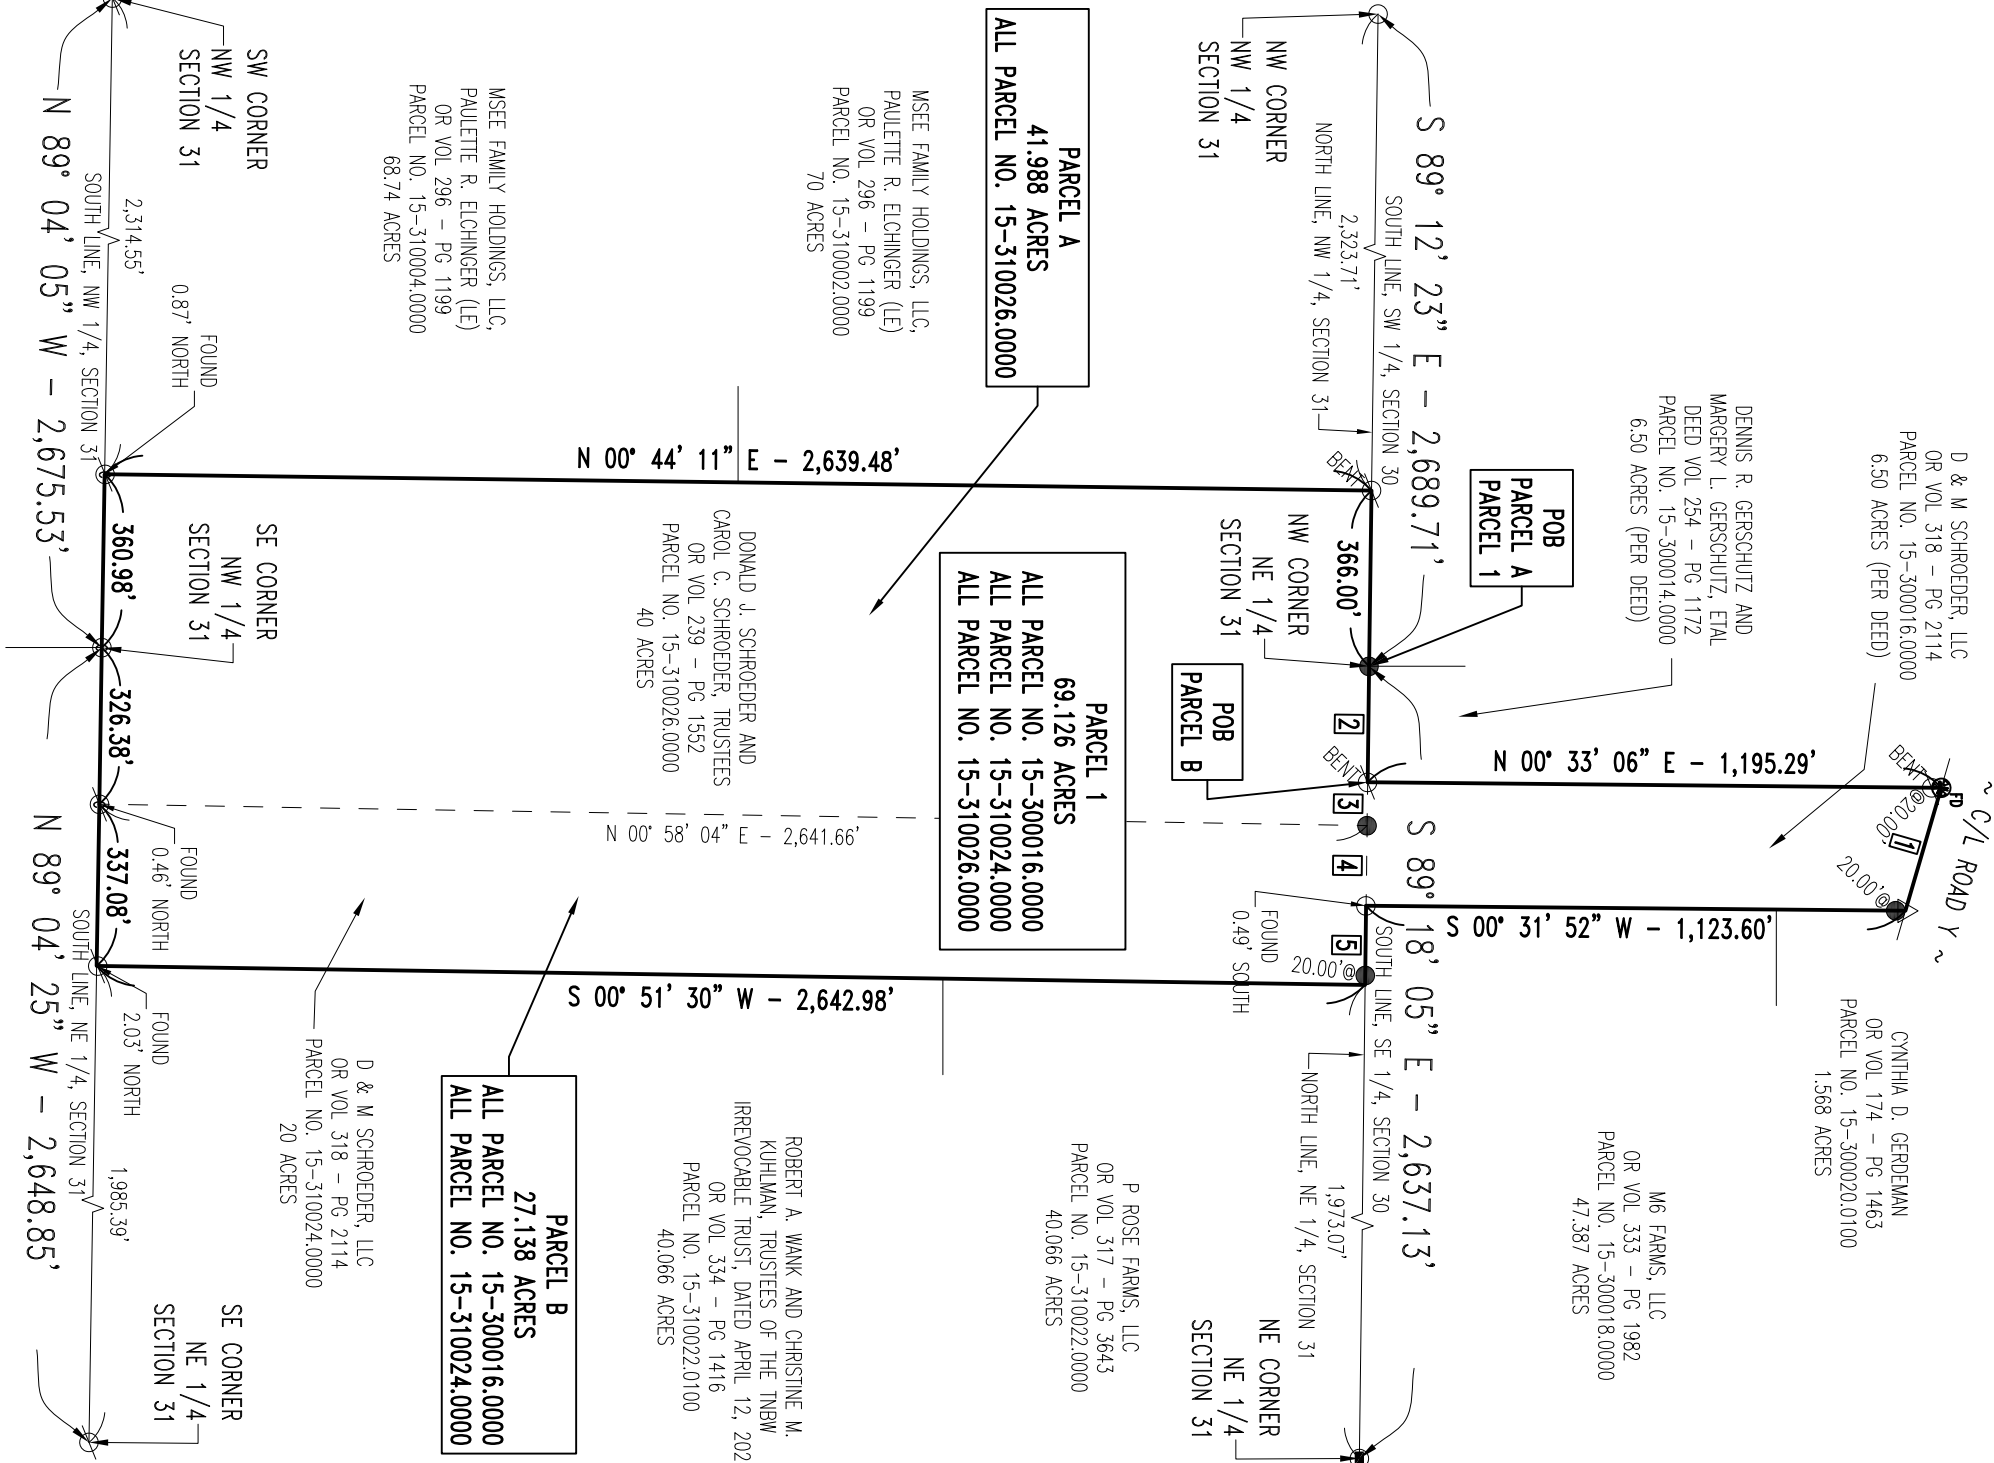 ~ C/L ROAD Y ~
FD
BENT
@20.00'
1
20.00'@
D & M SCHROEDER, LLC
OR VOL 318 - PG 2114
PARCEL NO. 15-300016.0000
6.50 ACRES (PER DEED)
CYNTHIA D. GERDEMAN
OR VOL 174 - PG 1463
PARCEL NO. 15-300020.0100
1.568 ACRES
DENNIS R. GERSCHUTZ AND
MARGERY L. GERSCHUTZ, ETAL
DEED VOL 254 - PG 1172
PARCEL NO. 15-300014.0000
6.50 ACRES (PER DEED)
N 00° 33' 06" E - 1,195.29'
S 00° 31' 52" W - 1,123.60'
M6 FARMS, LLC
OR VOL 333 - PG 1982
PARCEL NO. 15-300018.0000
47.387 ACRES
POB
PARCEL A
PARCEL 1
S 89° 12' 23" E - 2,689.71'
S 89° 18' 05" E - 2,637.13'
SOUTH LINE, SW 1/4, SECTION 30
2,323.71'
NORTH LINE, NW 1/4, SECTION 31
BENT
366.00'
2
BENT
3
4
5
20.00'@
SOUTH LINE, SE 1/4, SECTION 30
1,973.07'
NORTH LINE, NE 1/4, SECTION 31
NW CORNER
NW 1/4
SECTION 31
NW CORNER
NE 1/4
SECTION 31
POB
PARCEL B
FOUND
0.49' SOUTH
NE CORNER
NE 1/4
SECTION 31
PARCEL A
41.988 ACRES
ALL PARCEL NO. 15-310026.0000
PARCEL 1
69.126 ACRES
ALL PARCEL NO. 15-300016.0000
ALL PARCEL NO. 15-310024.0000
ALL PARCEL NO. 15-310026.0000
P ROSE FARMS, LLC
OR VOL 317 - PG 3643
PARCEL NO. 15-310022.0000
40.066 ACRES
MSEE FAMILY HOLDINGS, LLC,
PAULETTE R. ELCHINGER (LE)
OR VOL 296 - PG 1199
PARCEL NO. 15-310002.0000
70 ACRES
N 00° 44' 11" E - 2,639.48'
N 00° 58' 04" E - 2,641.66'
S 00° 51' 30" W - 2,642.98'
DONALD J. SCHROEDER AND
CAROL C. SCHROEDER, TRUSTEES
OR VOL 239 - PG 1552
PARCEL NO. 15-310026.0000
40 ACRES
ROBERT A. WANK AND CHRISTINE M.
KUHLMAN, TRUSTEES OF THE TNBW
IRREVOCABLE TRUST, DATED APRIL 12, 202
OR VOL 334 - PG 1416
PARCEL NO. 15-310022.0100
40.066 ACRES
MSEE FAMILY HOLDINGS, LLC,
PAULETTE R. ELCHINGER (LE)
OR VOL 296 - PG 1199
PARCEL NO. 15-310004.0000
68.74 ACRES
PARCEL B
27.138 ACRES
ALL PARCEL NO. 15-300016.0000
ALL PARCEL NO. 15-310024.0000
D & M SCHROEDER, LLC
OR VOL 318 - PG 2114
PARCEL NO. 15-310024.0000
20 ACRES
SW CORNER
NW 1/4
SECTION 31
FOUND
0.87' NORTH
SE CORNER
NW 1/4
SECTION 31
FOUND
0.46' NORTH
FOUND
2.03' NORTH
SE CORNER
NE 1/4
SECTION 31
2,314.55'
SOUTH LINE, NW 1/4, SECTION 31
360.98'
326.38'
337.08'
1,985.39'
SOUTH LINE, NE 1/4, SECTION 31
N 89° 04' 05" W - 2,675.53'
N 89° 04' 25" W - 2,648.85'